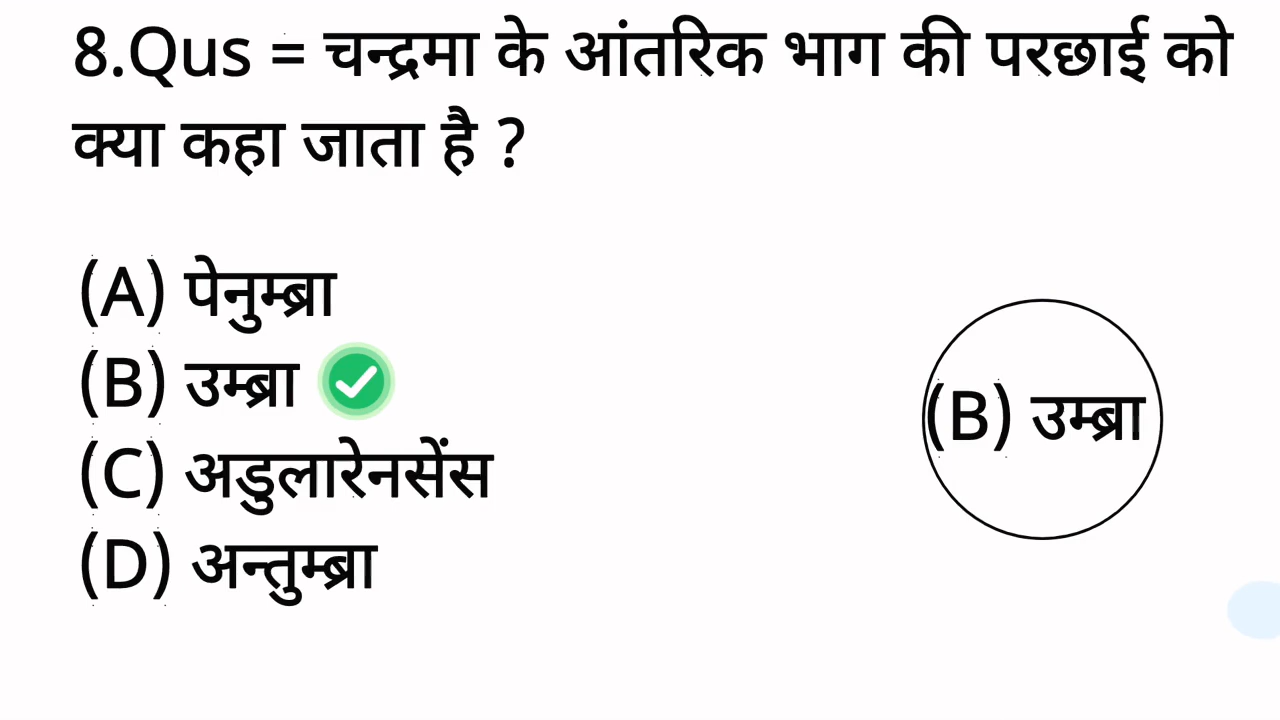 8.Qus = चन्द्रमा के आंतरिक भाग की परछाई को
क्या कहा जाता है ?
(A) पेनुम्ब्रा
(B) उम्ब्रा
(C) अडुलारेनसेंस
(D) अन्तुम्ब्रा
(B) उम्ब्रा